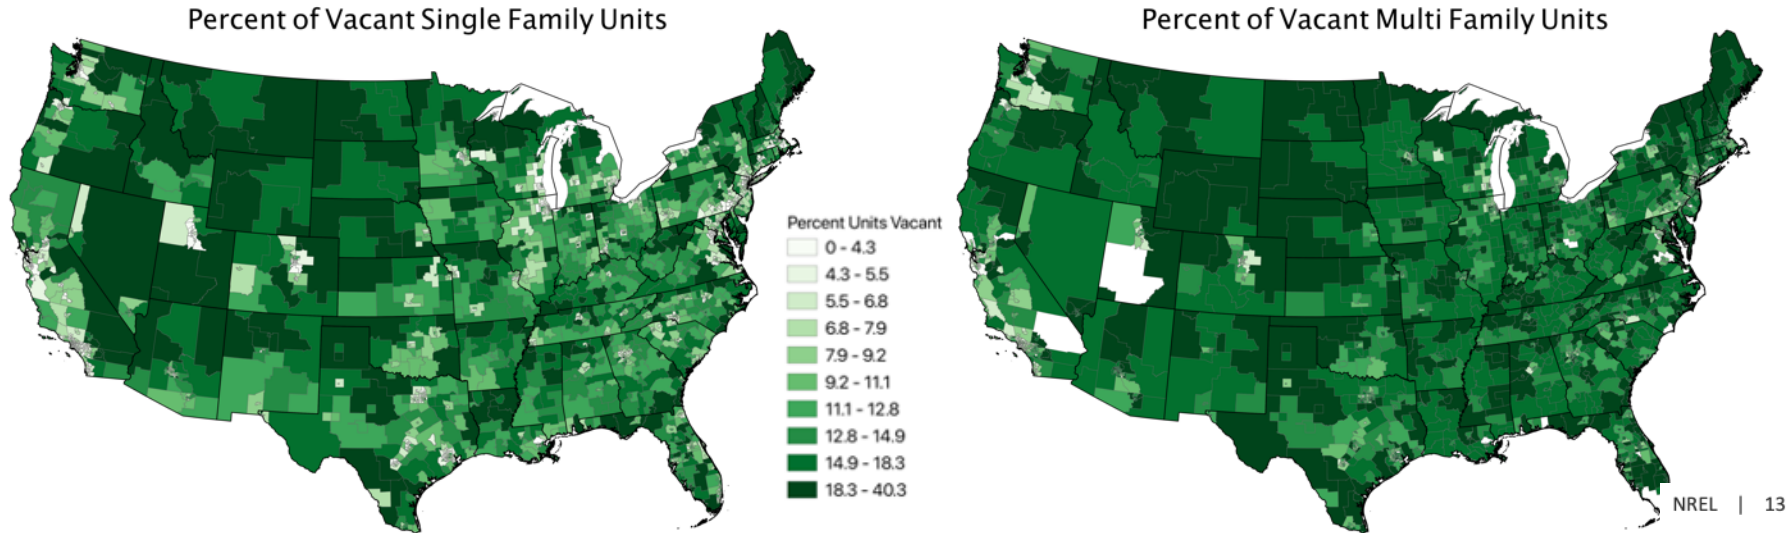 Percent of Vacant Single Family Units
Percent of Vacant Multi Family Units
Percent Units Vacant
0 - 4.3
4.3 - 5.5
5.5 - 6.8
6.8 - 7.9
7.9 - 9.2
9.2 - 11.1
11.1 - 12.8
12.8 - 14.9
14.9 - 18.3
18.3 - 40.3
NREL | 13